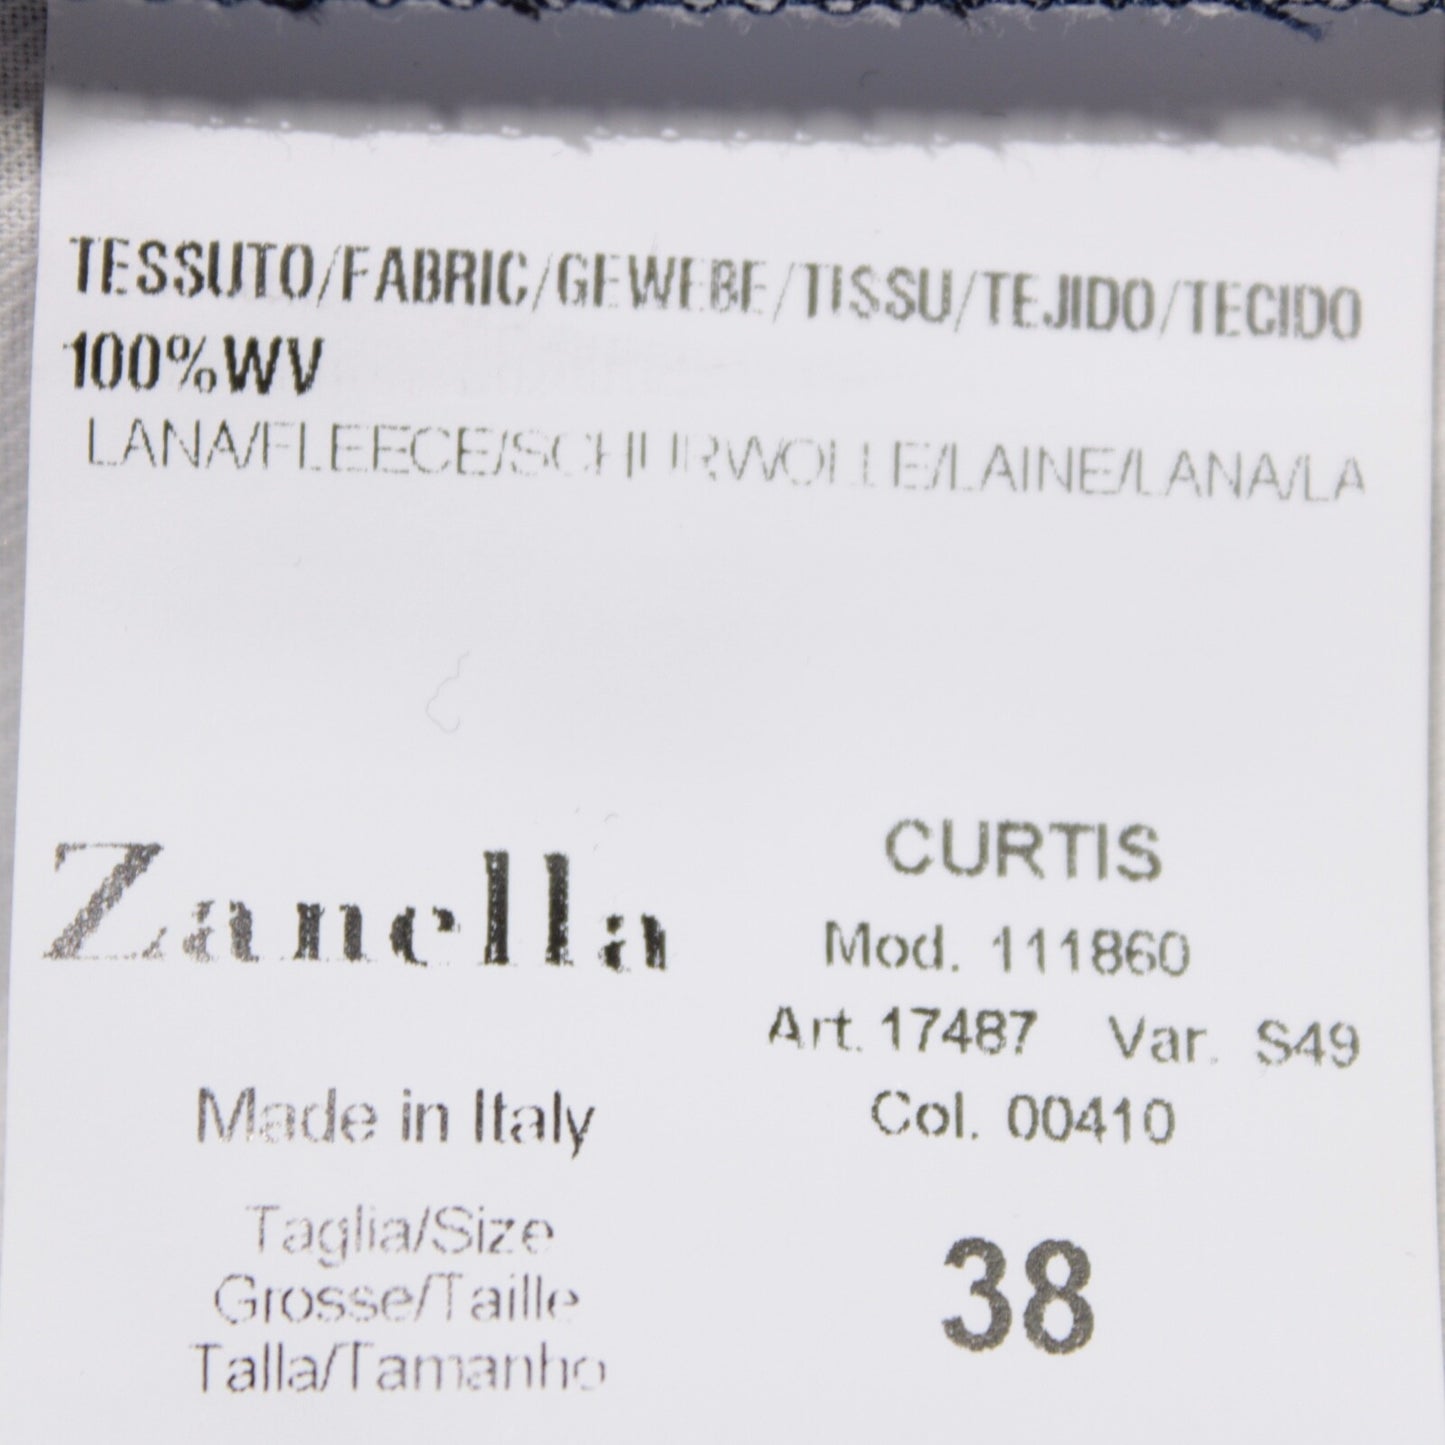 TESSUTO/FABRIC/GEWEBE/TISSU/TEJIDO/TECIDO
100%WV
LANA/FLEECE/SCHURWOLLE/LAINE/LANA/LA
Zanella
Made in Italy
Taglia/Size
Grosse/Taille
Talla/Tamanho
CURTIS
Mod. 111860
Art. 17487 Var. S49
Col. 00410
38